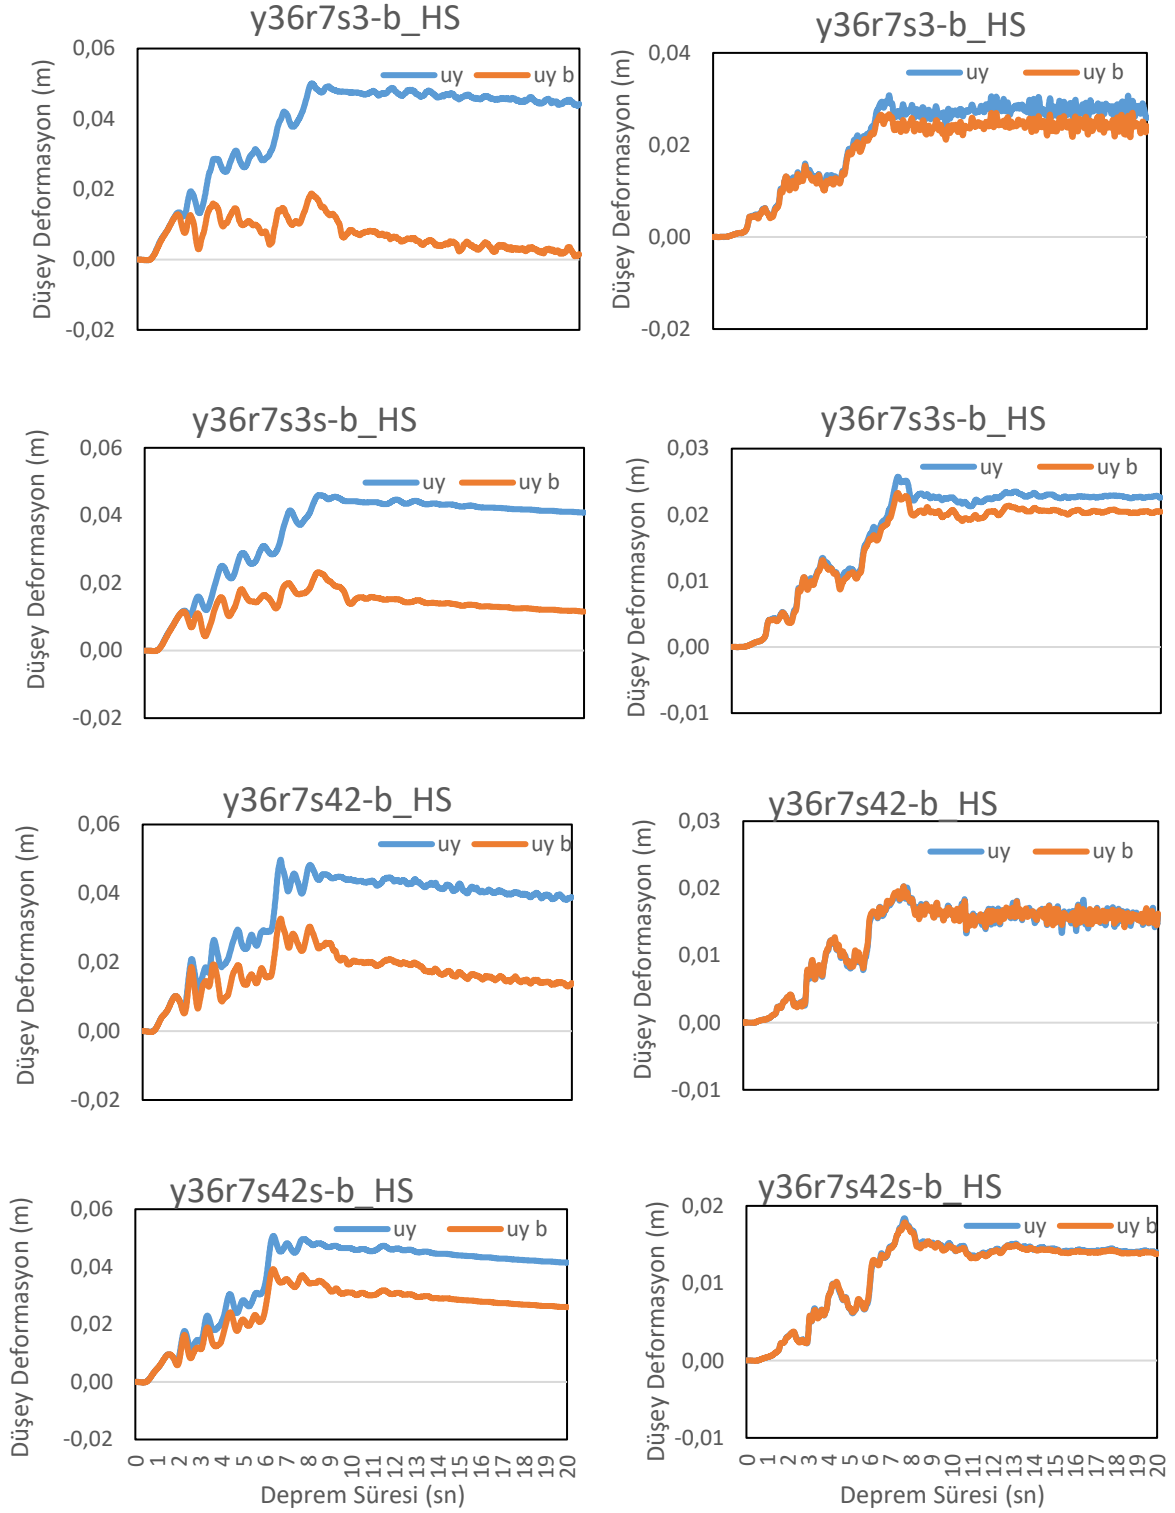 y36r7s3-b_HS
Düşey Deformasyon (m)
0,06
0,04
0,02
0,00
-0,02
uy
uy b
y36r7s3-b_HS
Düşey Deformasyon (m)
0,04
0,02
0,00
-0,02
uy
uy b
y36r7s3s-b_HS
Düşey Deformasyon (m)
0,06
0,04
0,02
0,00
-0,02
uy
uy b
y36r7s3s-b_HS
Düşey Deformasyon (m)
0,03
0,02
0,01
0,00
-0,01
uy
uy b
y36r7s42-b_HS
Düşey Deformasyon (m)
0,06
0,04
0,02
0,00
-0,02
uy
uy b
y36r7s42-b_HS
Düşey Deformasyon (m)
0,03
0,02
0,01
0,00
-0,01
uy
uy b
y36r7s42s-b_HS
Düşey Deformasyon (m)
0,06
0,04
0,02
0,00
-0,02
uy
uy b
0 1 2 3 4 5 6 7 8 9 10 11 12 13 14 15 16 17 18 19 20
Deprem Süresi (sn)
y36r7s42s-b_HS
Düşey Deformasyon (m)
0,02
0,01
0,00
-0,01
uy
uy b
0 1 2 3 4 5 6 7 8 9 10 11 12 13 14 15 16 17 18 19 20
Deprem Süresi (sn)